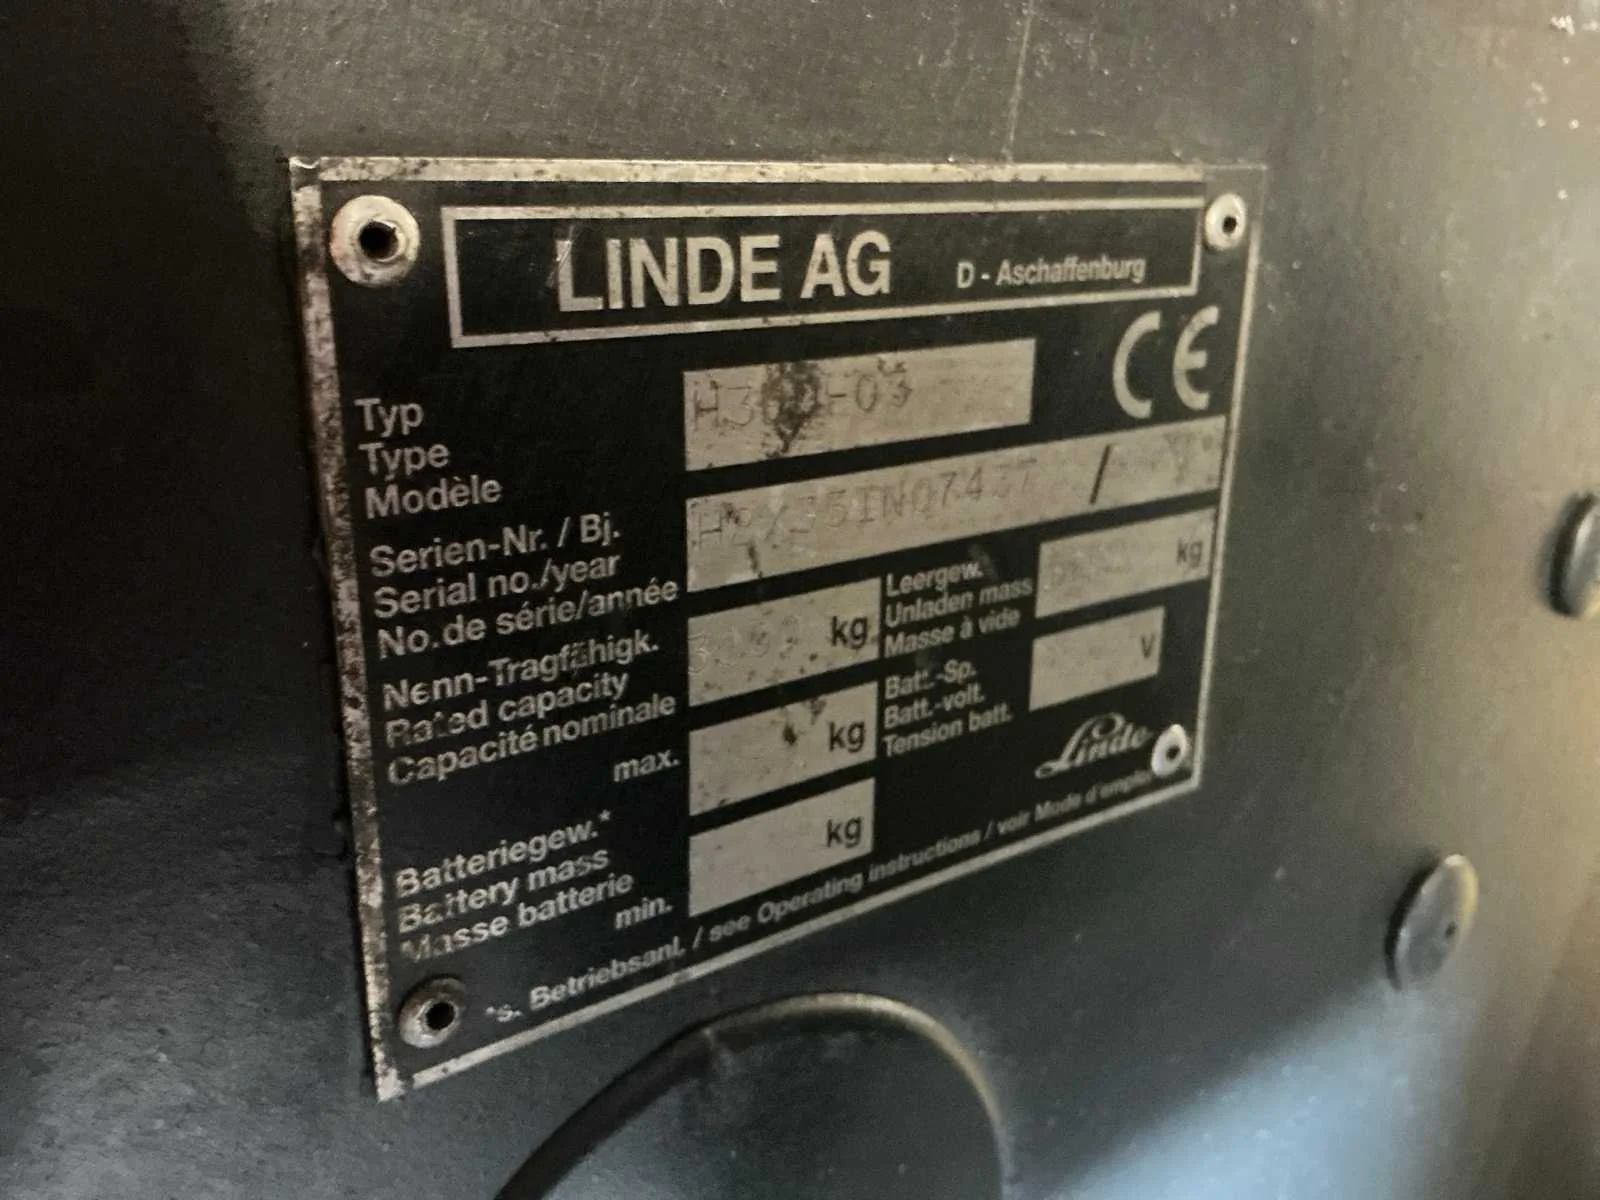 LINDE AG D - Aschaffenburg
CE
Typ
Type
Modèle
Serien-Nr. / Bj.
Serial no./year
No.de série/année
/
Nenn-Tragfähigk.
Rated capacity
Capacité nominale
kg
Leergew.
Unladen mass
Masse à vide
kg
max.
kg
Batt.-Sp.
Batt.-volt.
Tension batt.
V
Batteriegew.*
Battery mass
Masse batterie
min.
kg
Linde
*s. Betriebsanl. / see Operating instructions / voir Mode d'emploi